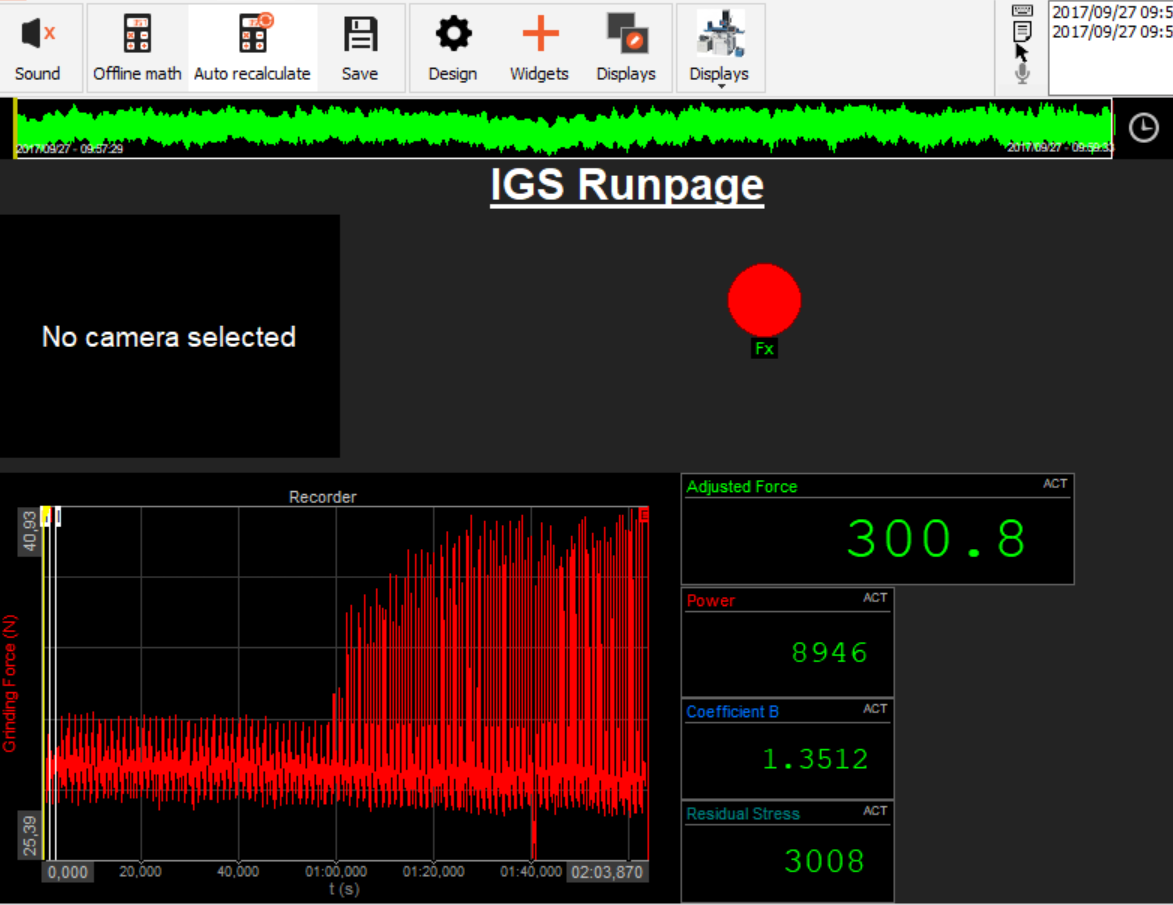 2017/09/27 09:5
2017/09/27 09:5
Sound
Offline math
Auto recalculate
Save
Design
Widgets
Displays
Displays
2017/09/27 - 09:57:29
2017/09/27 - 09:59:33
IGS Runpage
No camera selected
Fx
Recorder
40,93
Grinding Force (N)
25,39
0,000
20,000
40,000
01:00,000
01:20,000
01:40,000
02:03,870
t (s)
Adjusted Force
ACT
300.8
Power
ACT
8946
Coefficient B
ACT
1.3512
Residual Stress
ACT
3008